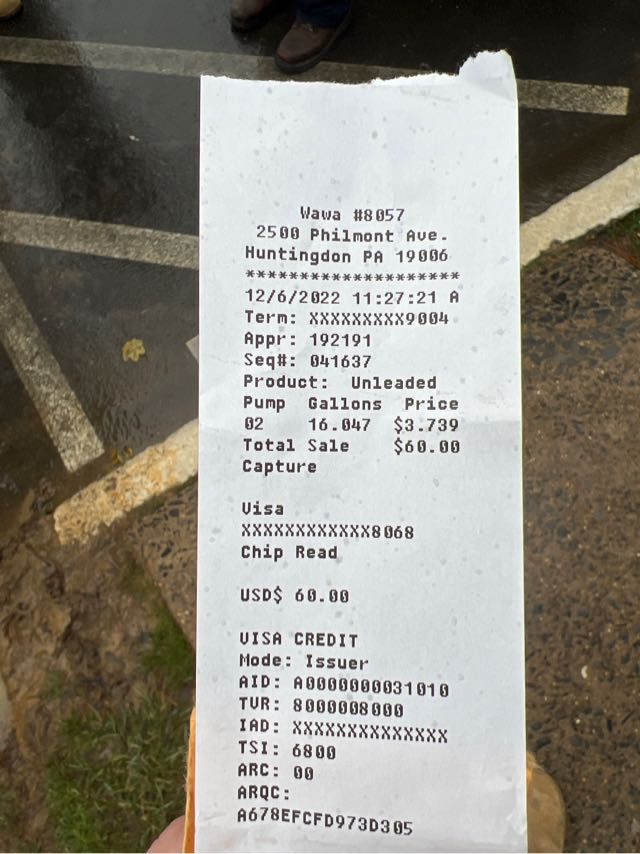 Wawa #8057
2500 Philmont Ave.
Huntingdon PA 19006
********************
12/6/2022 11:27:21 A
Term: XXXXXXXXX9004
Appr: 192191
Seq#: 041637
Product: Unleaded
Pump Gallons Price
02 16.047 $3.739
Total Sale $60.00
Capture
Visa
XXXXXXXXXXXX8068
Chip Read
USD$ 60.00
VISA CREDIT
Mode: Issuer
AID: A0000000031010
TVR: 8000008000
IAD: XXXXXXXXXXXXXX
TSI: 6800
ARC: 00
ARQC:
A678EFCFD973D305